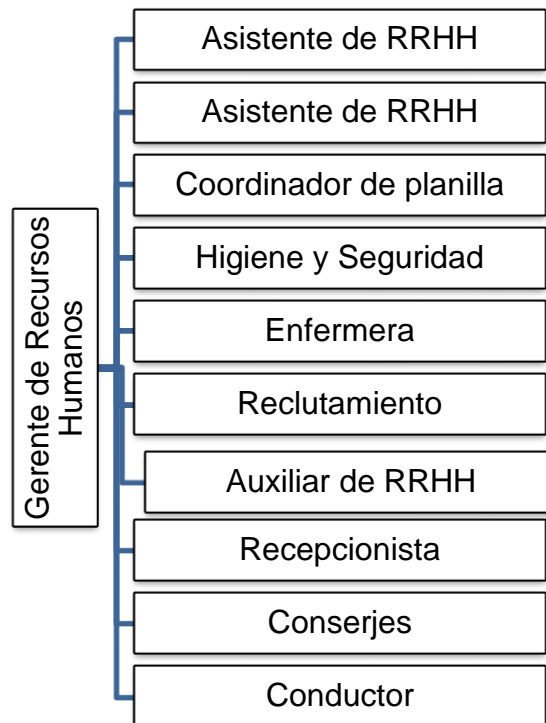 Gerente de Recursos
Humanos
Asistente de RRHH
Asistente de RRHH
Coordinador de planilla
Higiene y Seguridad
Enfermera
Reclutamiento
Auxiliar de RRHH
Recepcionista
Conserjes
Conductor